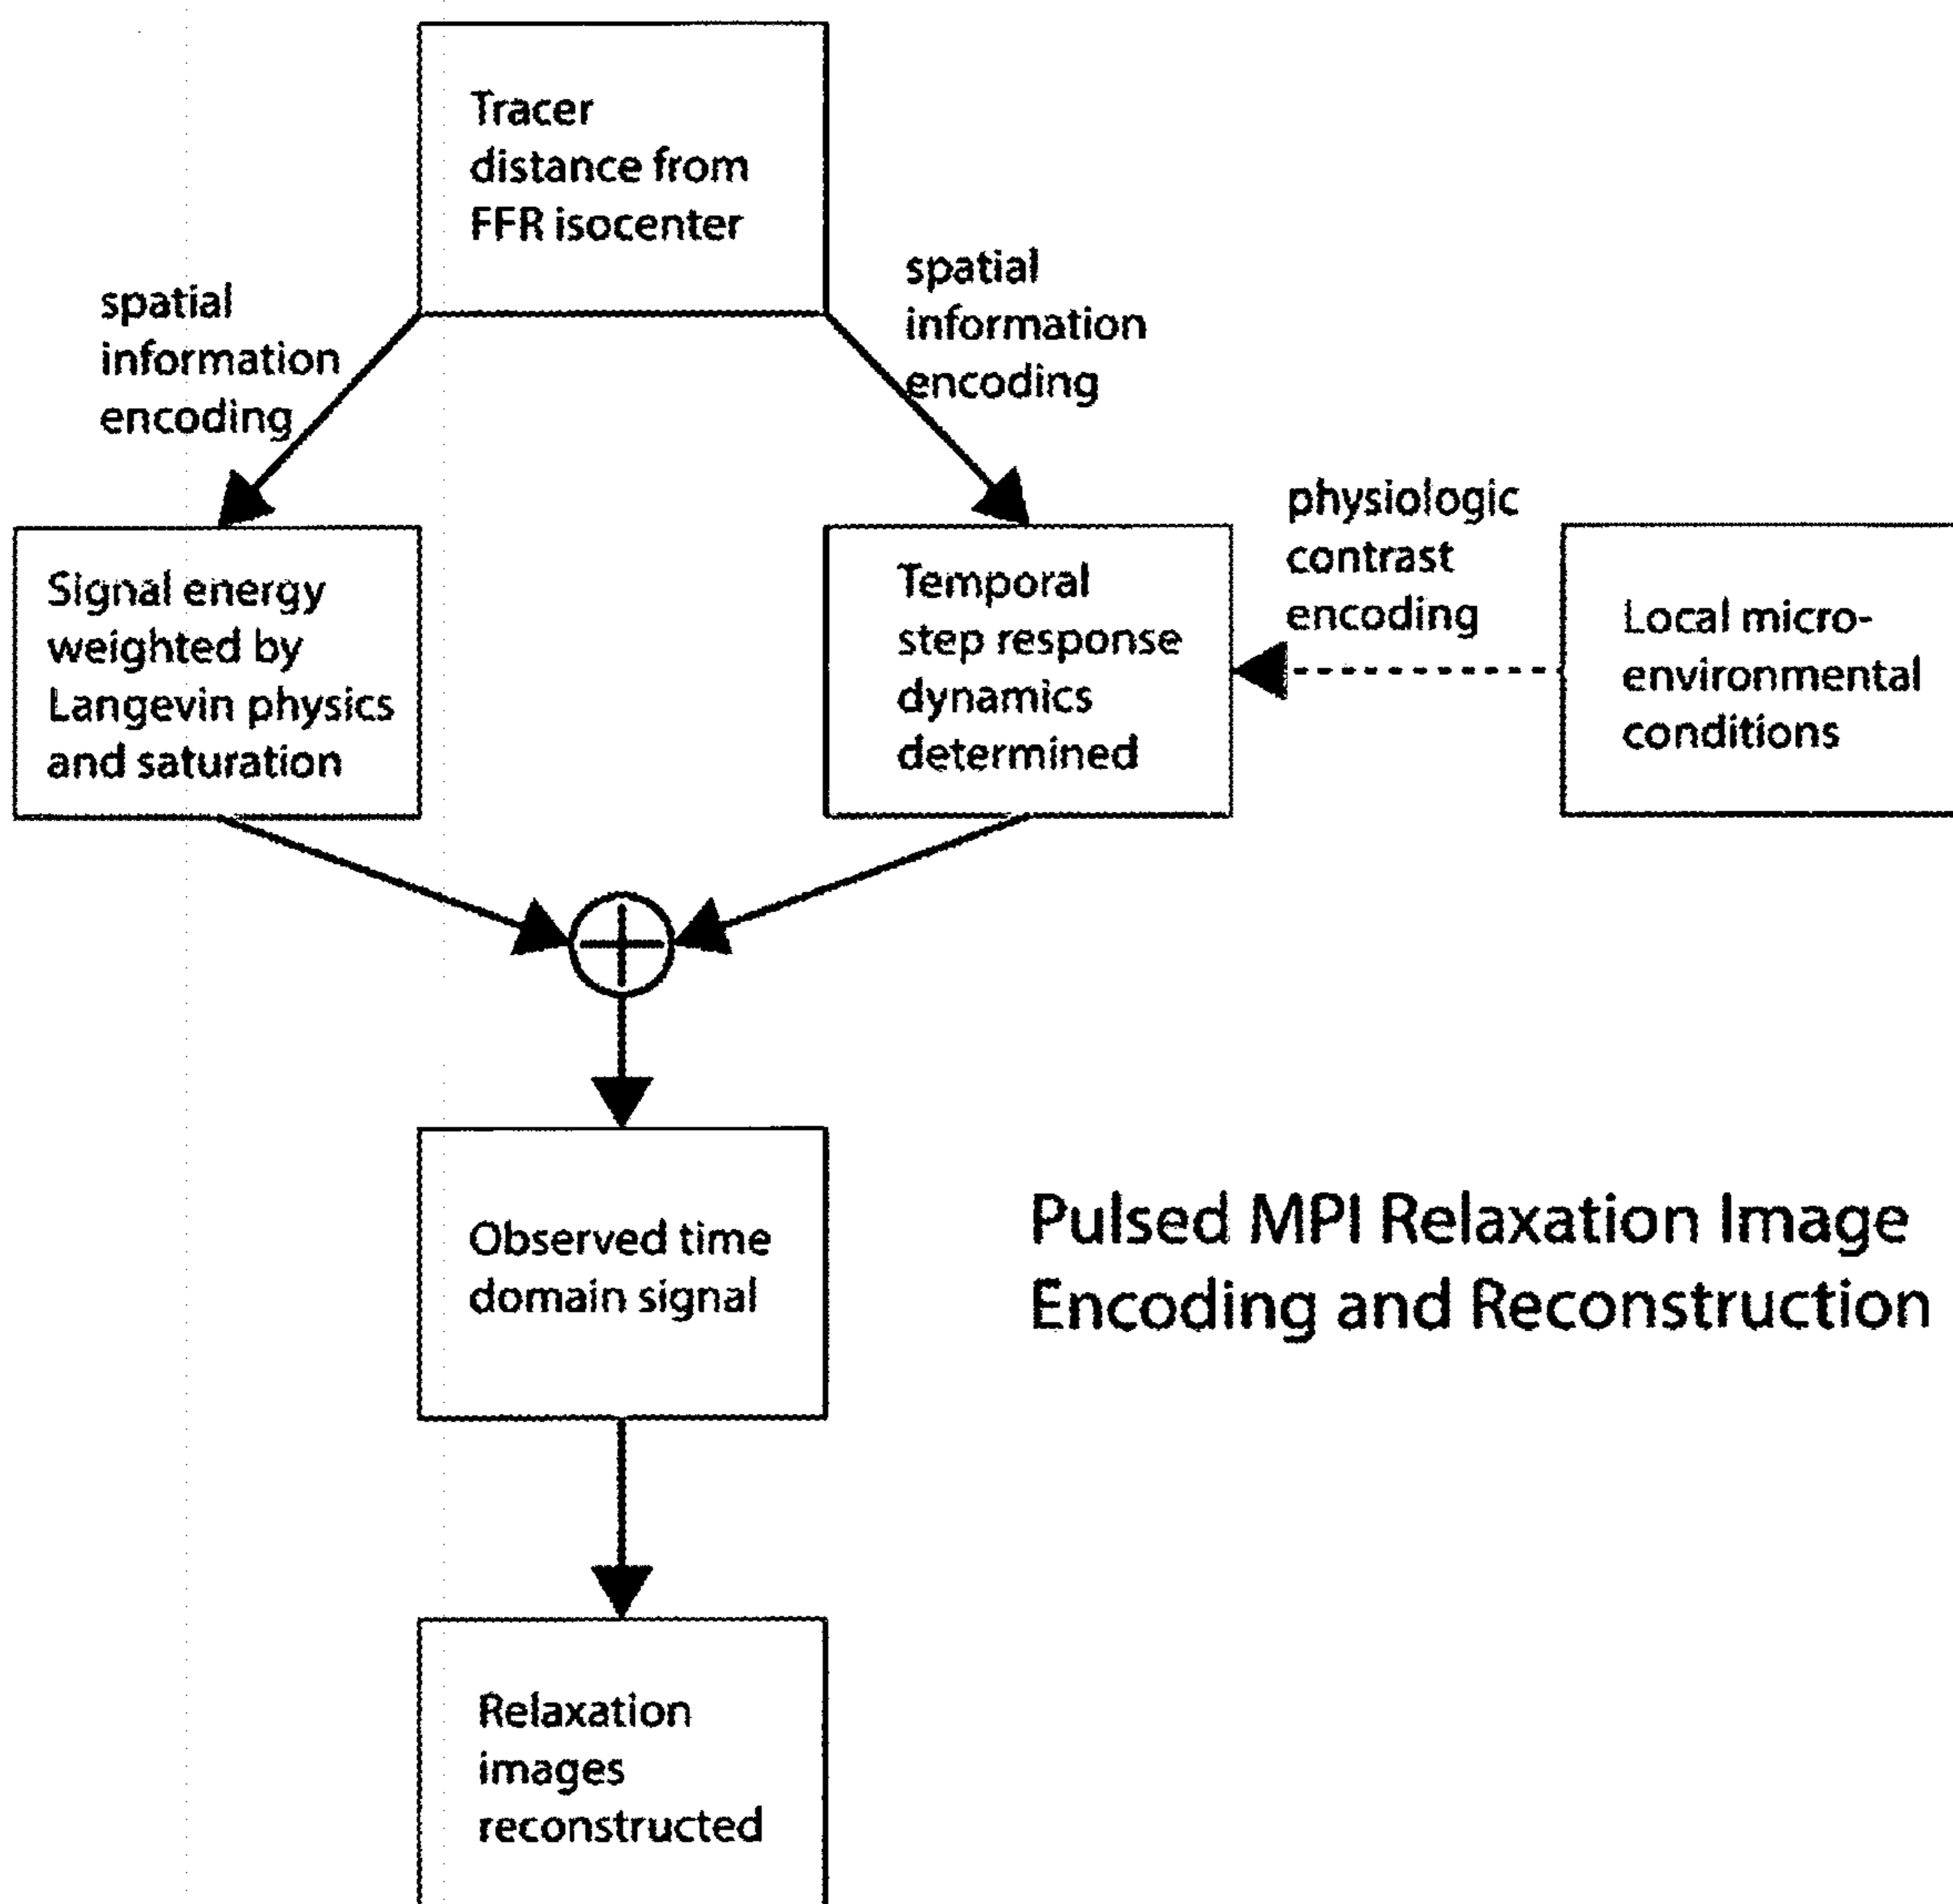 Tracer
distance from
FFR isocenter
spatial
information
encoding
spatial
information
encoding
Signal energy
weighted by
Langevin physics
and saturation
Temporal
step response
dynamics
determined
physiologic
contrast
encoding
Local micro-
environmental
conditions
Observed time
domain signal
Pulsed MPI Relaxation Image
Encoding and Reconstruction
Relaxation
images
reconstructed